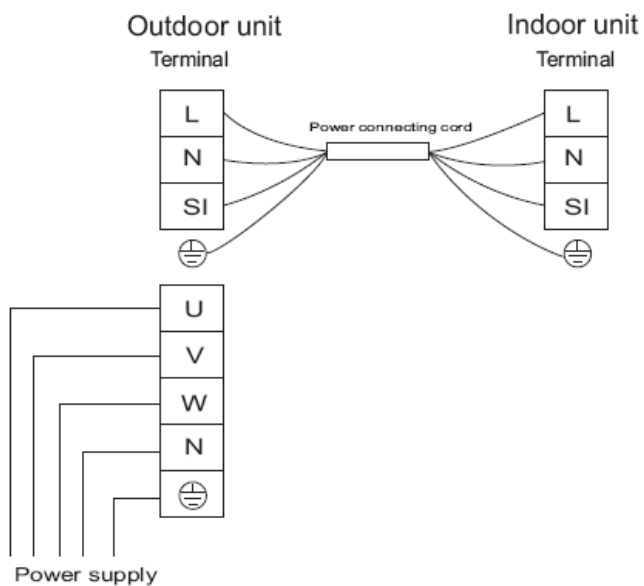 Outdoor unit
Terminal
Indoor unit
Terminal
L
N
SI
Power connecting cord
L
N
SI
U
V
W
N
Power supply